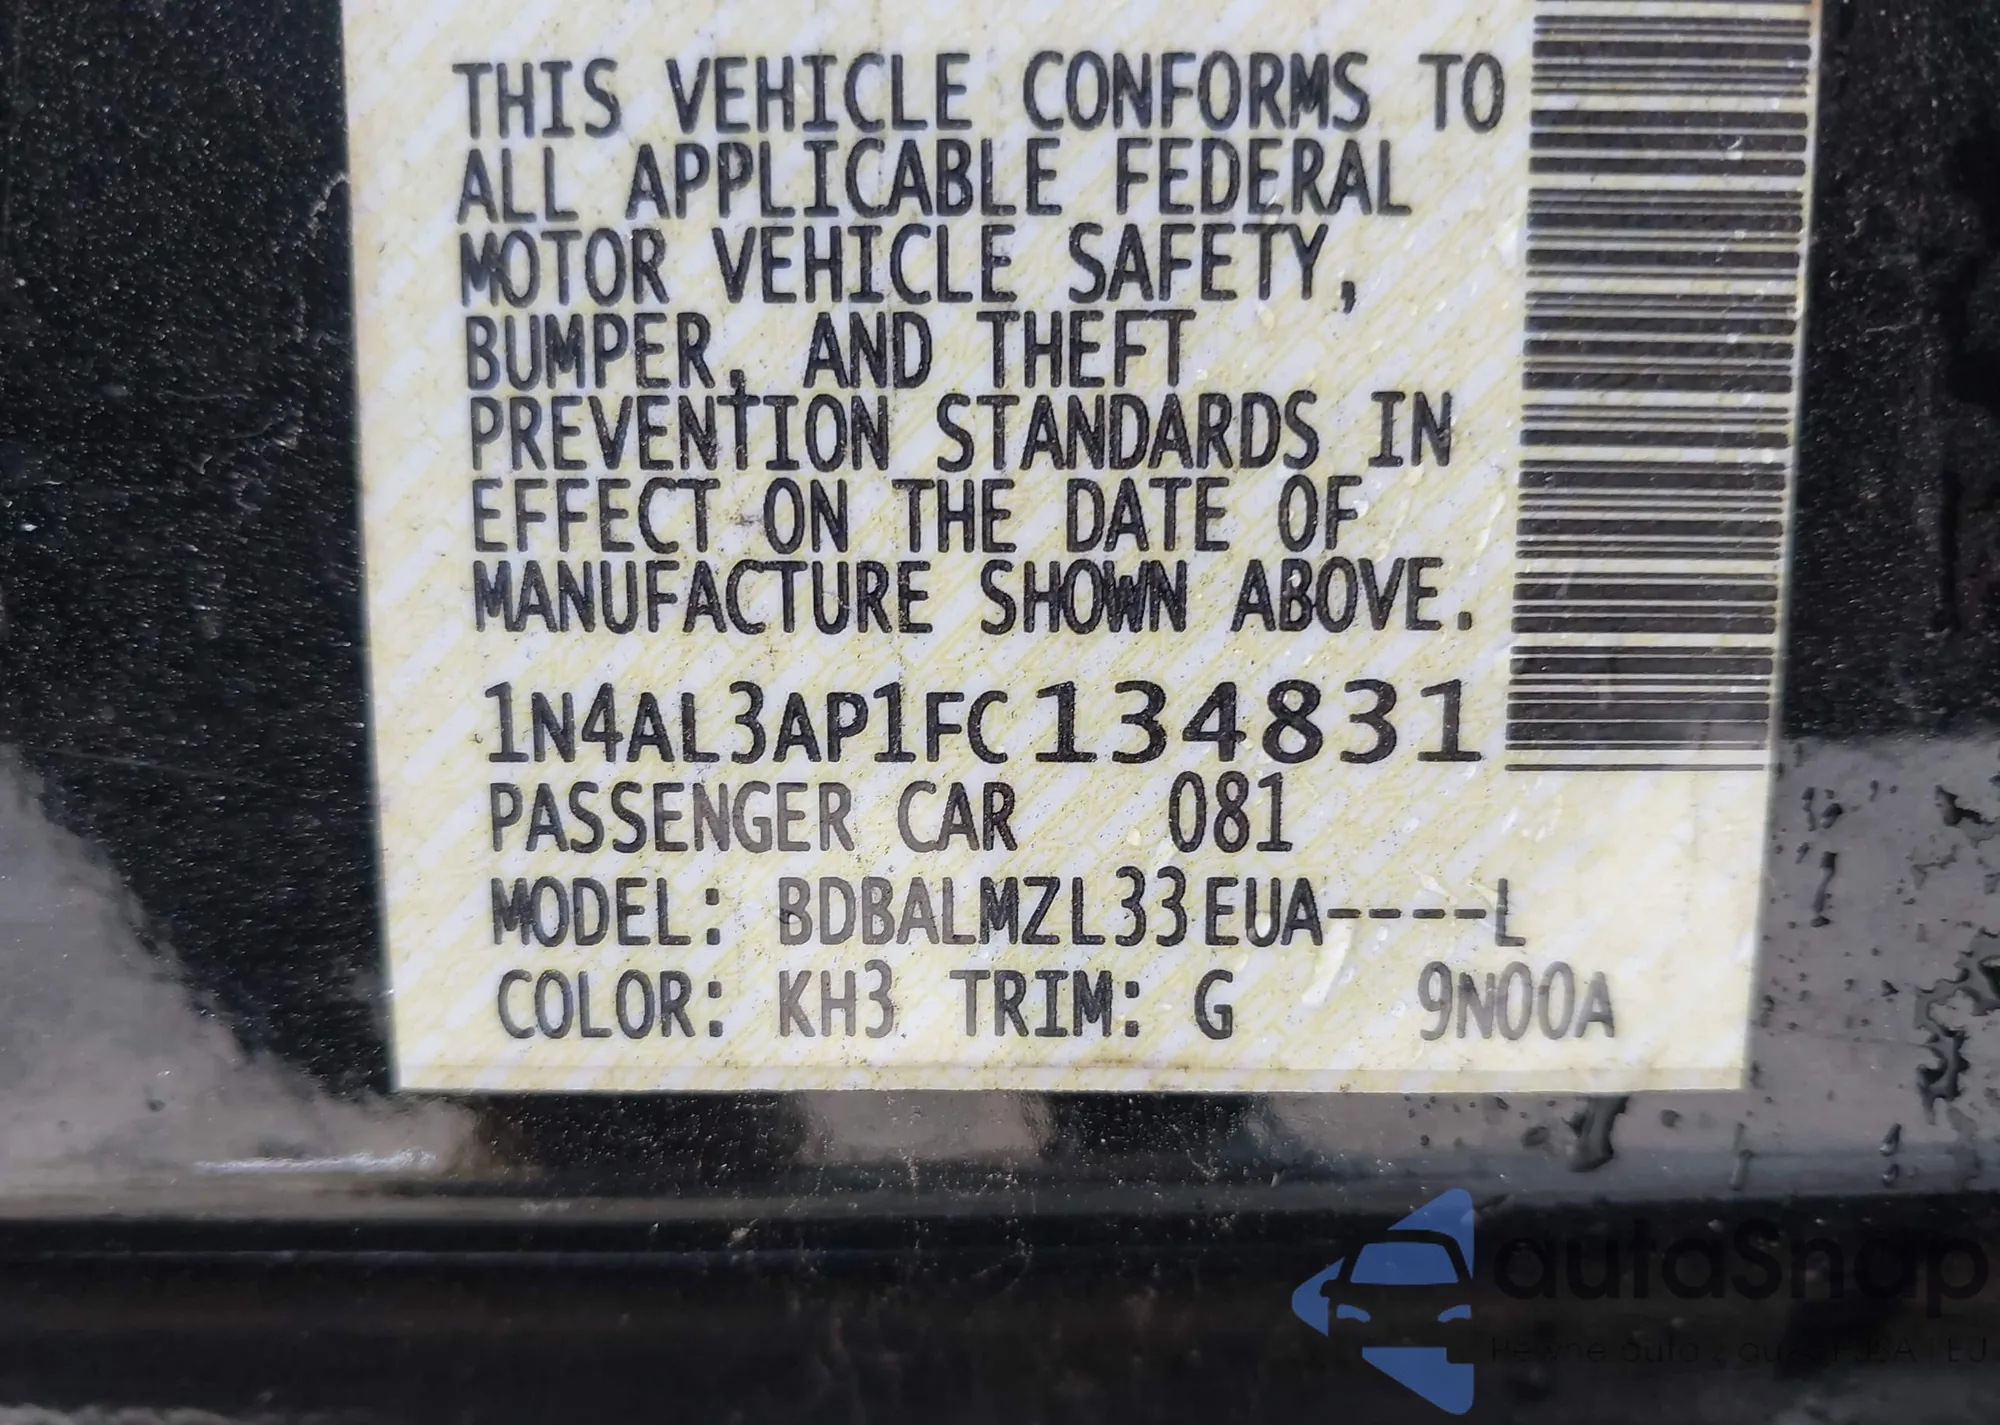 THIS VEHICLE CONFORMS TO
ALL APPLICABLE FEDERAL
MOTOR VEHICLE SAFETY,
BUMPER, AND THEFT
PREVENTION STANDARDS IN
EFFECT ON THE DATE OF
MANUFACTURE SHOWN ABOVE.
1N4AL3AP1FC134831
PASSENGER CAR 081
MODEL: BDBALMZL33EUA----L
COLOR: KH3 TRIM: G 9N00A
autaSnap